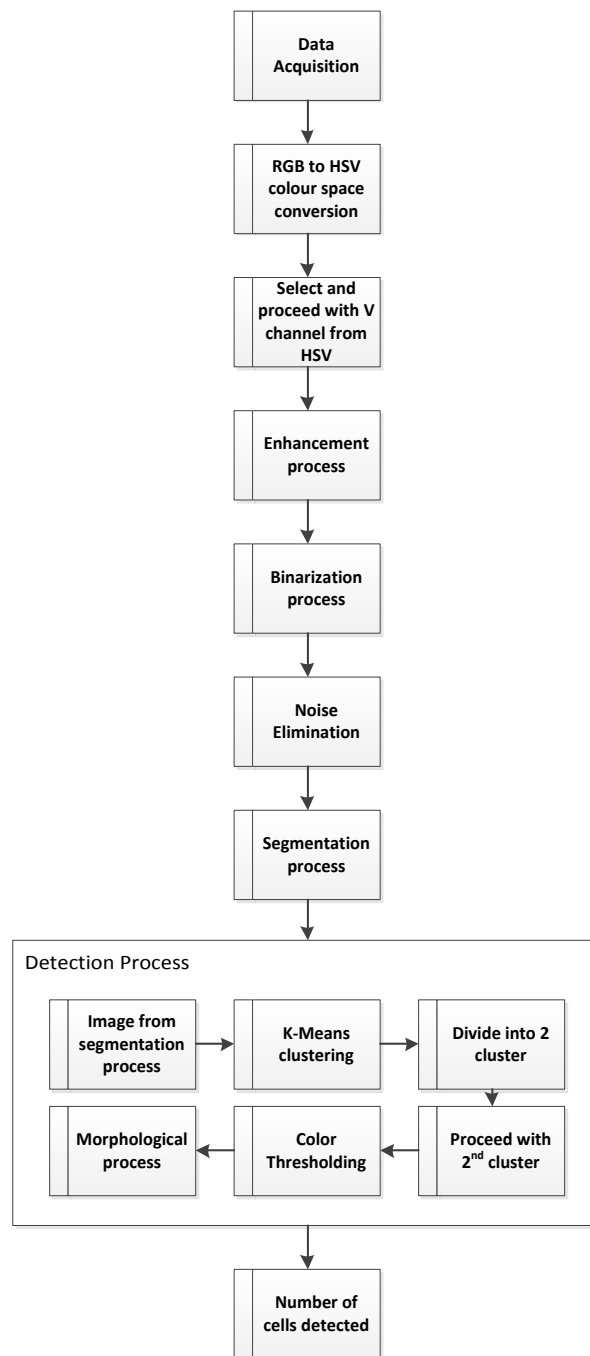 Data
Acquisition
RGB to HSV
colour space
conversion
Select and
proceed with V
channel from
HSV
Enhancement
process
Binarization
process
Noise
Elimination
Segmentation
process
Detection Process
Image from
segmentation
process
K-Means
clustering
Divide into 2
cluster
Proceed with
2nd cluster
Color
Thresholding
Morphological
process
Number of
cells detected